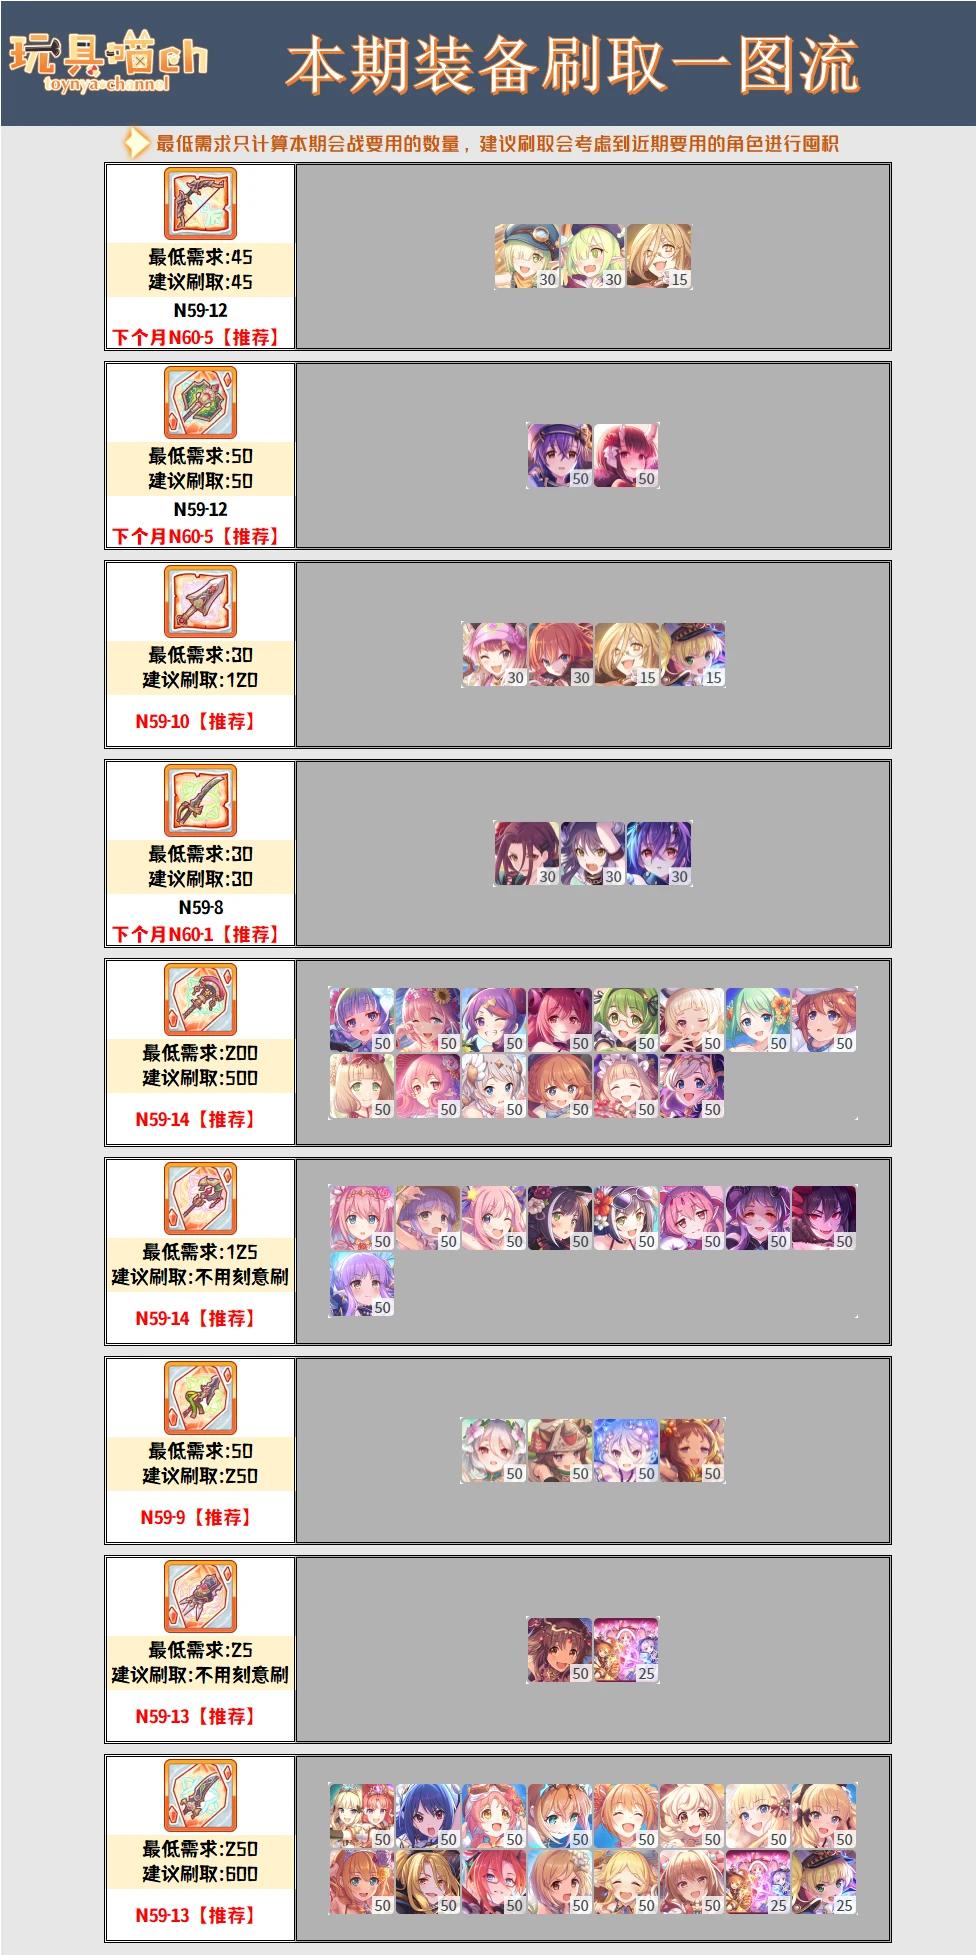 玩具喵ch
toynya channel
本期装备刷取一图流
最低需求只计算本期会战要用的数量，建议刷取会考虑到近期要用的角色进行囤积
最低需求:45
建议刷取:45
N59-12
下个月N60-5【推荐】
30 30 15
最低需求:50
建议刷取:50
N59-12
下个月N60-5【推荐】
50 50
最低需求:30
建议刷取:120
N59-10【推荐】
30 30 15 15
最低需求:30
建议刷取:30
N59-8
下个月N60-1【推荐】
30 30 30
最低需求:200
建议刷取:500
N59-14【推荐】
50 50 50 50 50 50 50 50
50 50 50 50 50 50
最低需求:125
建议刷取:不用刻意刷
N59-14【推荐】
50 50 50 50 50 50 50 50
50
最低需求:50
建议刷取:250
N59-9【推荐】
50 50 50 50
最低需求:25
建议刷取:不用刻意刷
N59-13【推荐】
50 25
最低需求:250
建议刷取:600
N59-13【推荐】
50 50 50 50 50 50 50 50
50 50 50 50 50 50 25 25